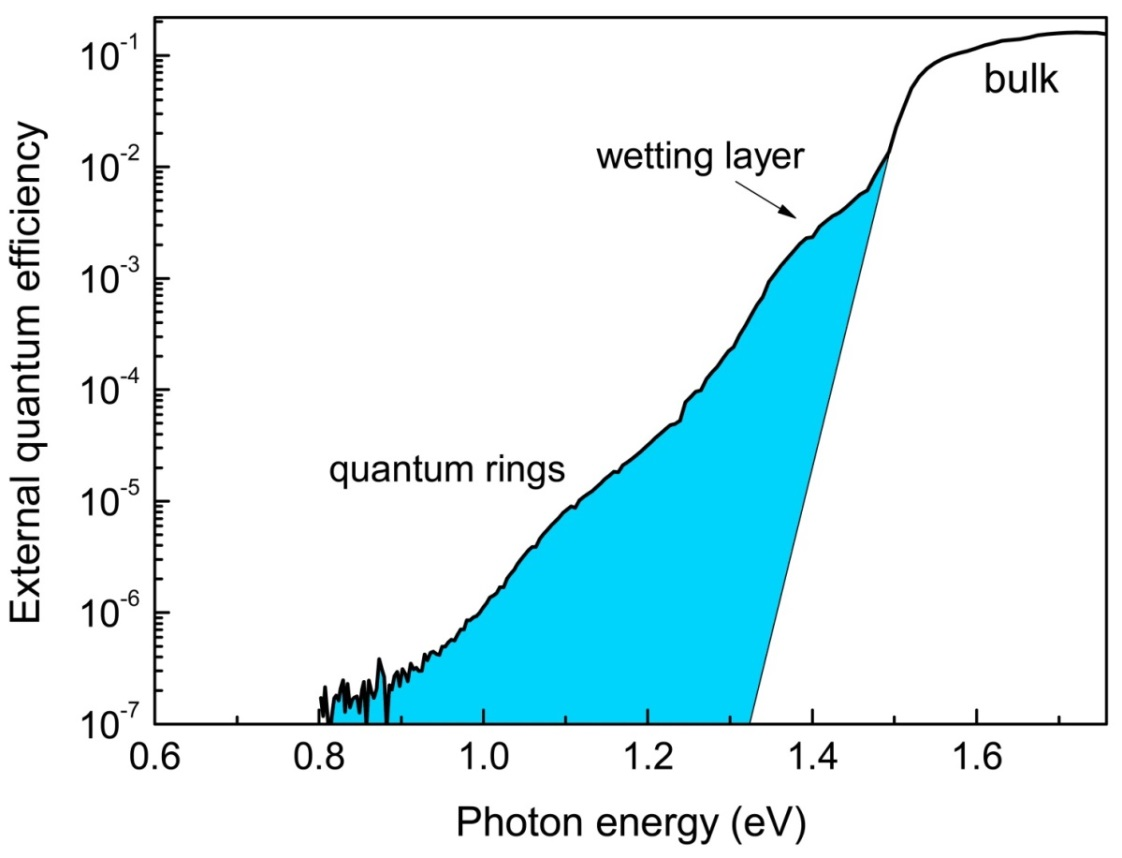 External quantum efficiency
10-1
10-2
10-3
10-4
10-5
10-6
10-7
bulk
wetting layer
quantum rings
0.6 0.8 1.0 1.2 1.4 1.6
Photon energy (eV)